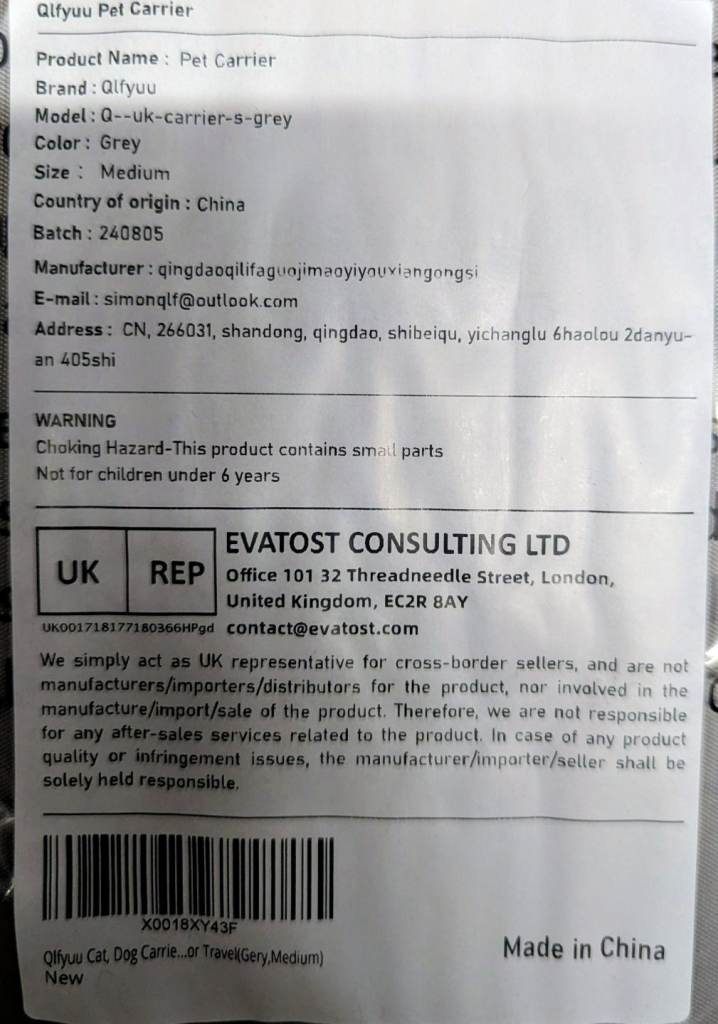 Qlfyuu Pet Carrier
Product Name : Pet Carrier
Brand : Qlfyuu
Model : Q--uk-carrier-s-grey
Color : Grey
Size : Medium
Country of origin : China
Batch : 240805
Manufacturer : qingdaoqilifaguojimaoyiyouxiangongsi
E-mail : simonqlf@outlook.com
Address : CN, 266031, shandong, qingdao, shibeiqu, yichanglu 6haolou 2danyu-
an 405shi
WARNING
Choking Hazard-This product contains small parts
Not for children under 6 years
UK REP
EVATOST CONSULTING LTD
Office 101 32 Threadneedle Street, London,
United Kingdom, EC2R 8AY
UK001718177180366HPgd contact@evatost.com
We simply act as UK representative for cross-border sellers, and are not
manufacturers/importers/distributors for the product, nor involved in the
manufacture/import/sale of the product. Therefore, we are not responsible
for any after-sales services related to the product. In case of any product
quality or infringement issues, the manufacturer/importer/seller shall be
solely held responsible.
X0018XY43F
Qlfyuu Cat, Dog Carrie...or Travel(Gery,Medium)
New
Made in China